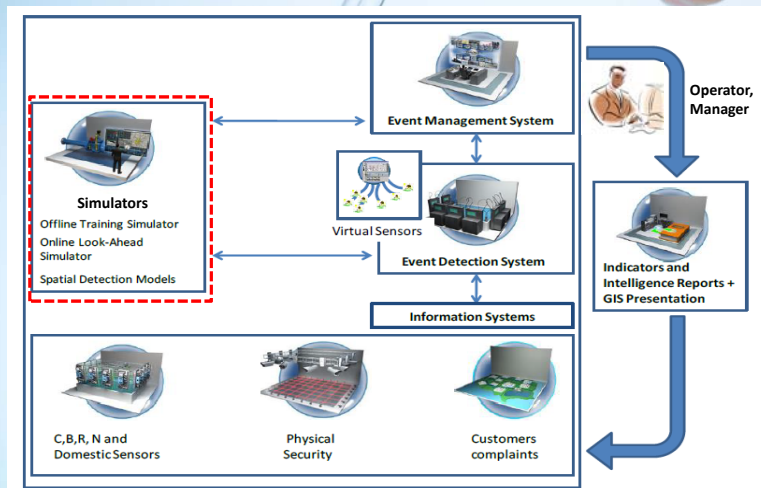 Event Management System
Operator,
Manager
Simulators
Offline Training Simulator
Online Look-Ahead
Simulator
Spatial Detection Models
Virtual Sensors
Event Detection System
Indicators and
Intelligence Reports +
GIS Presentation
Information Systems
C,B,R, N and
Domestic Sensors
Physical
Security
Customers
complaints